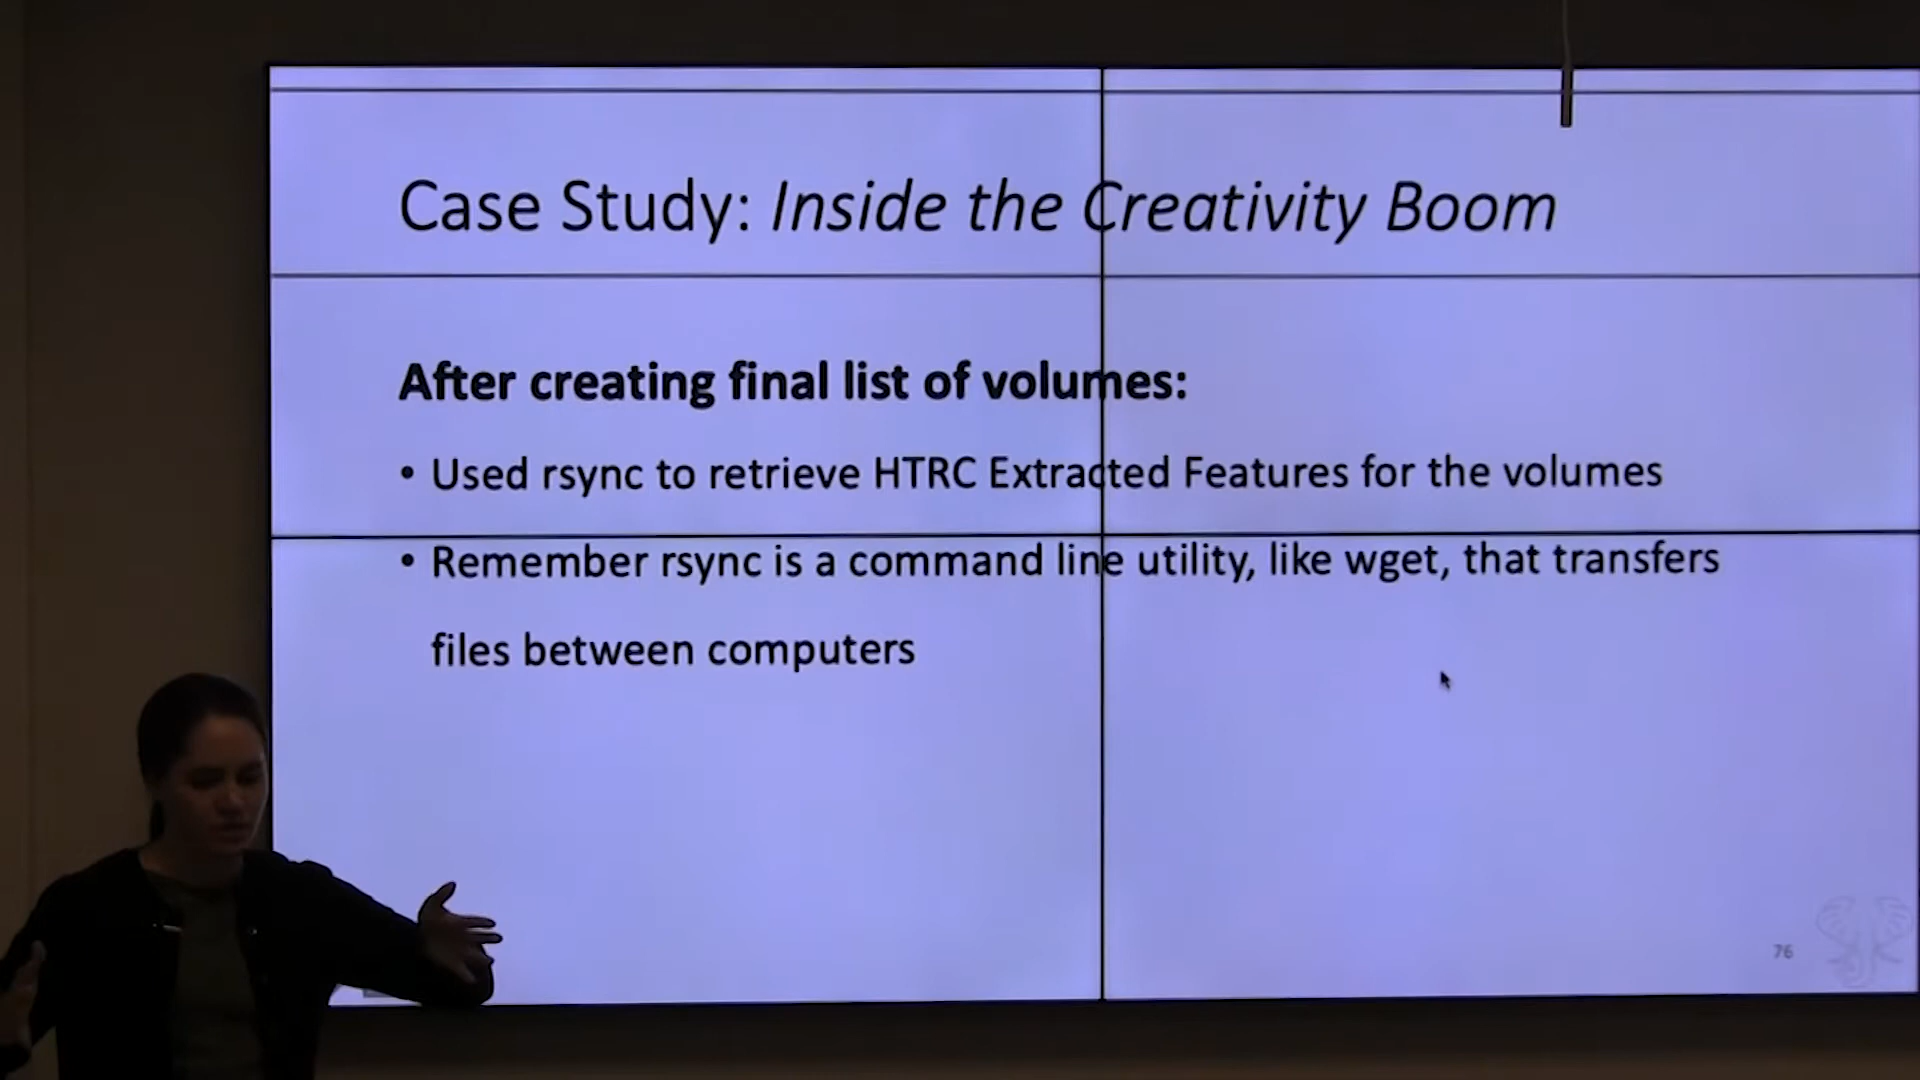 Case Study: Inside the Creativity Boom
After creating final list of volumes:
• Used rsync to retrieve HTRC Extracted Features for the volumes
• Remember rsync is a command line utility, like wget, that transfers
files between computers
76